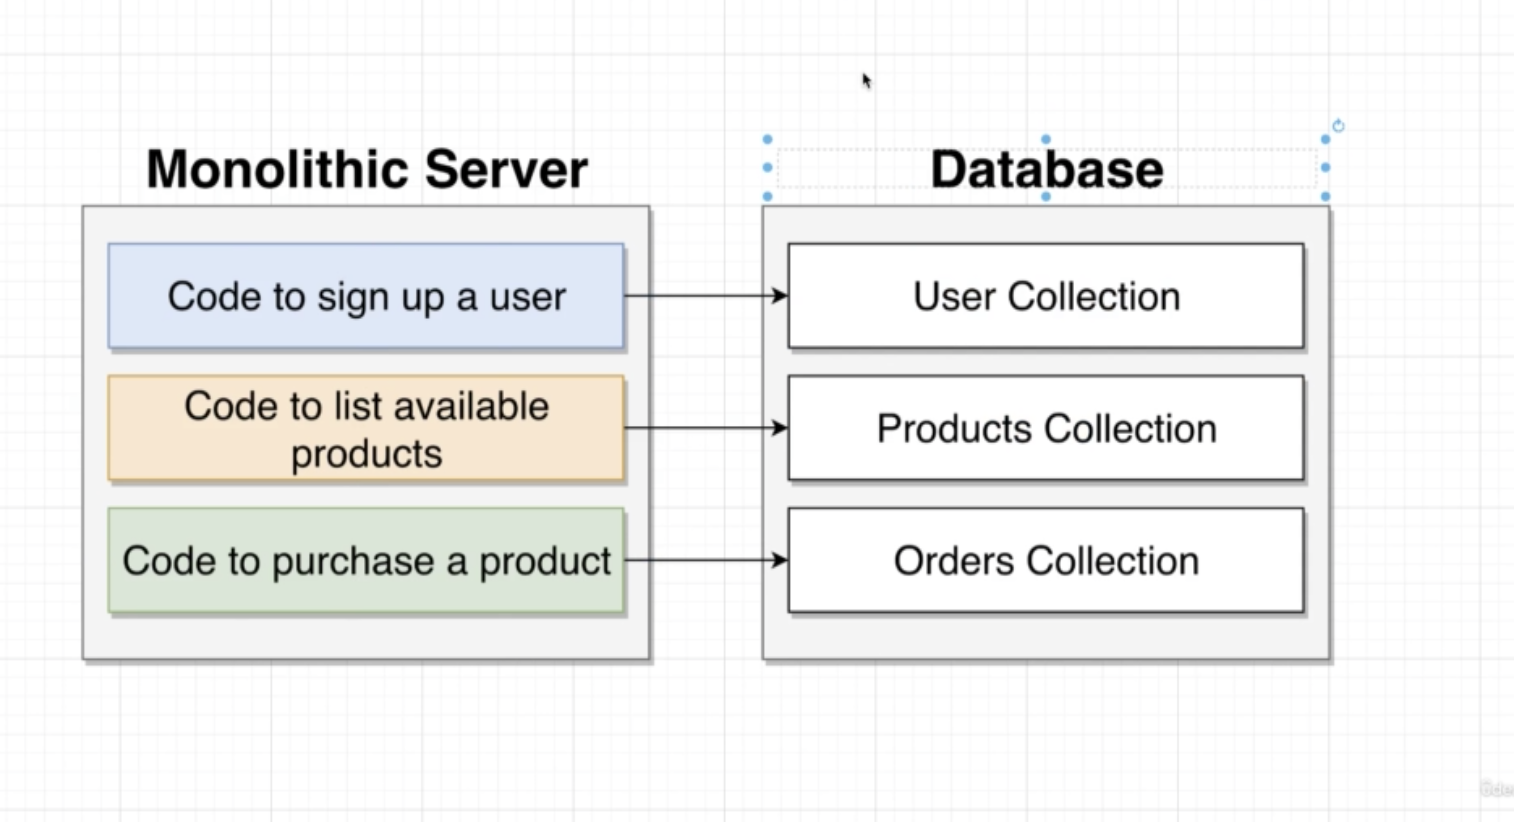 Monolithic Server
Database
Code to sign up a user
User Collection
Code to list available
products
Products Collection
Code to purchase a product
Orders Collection